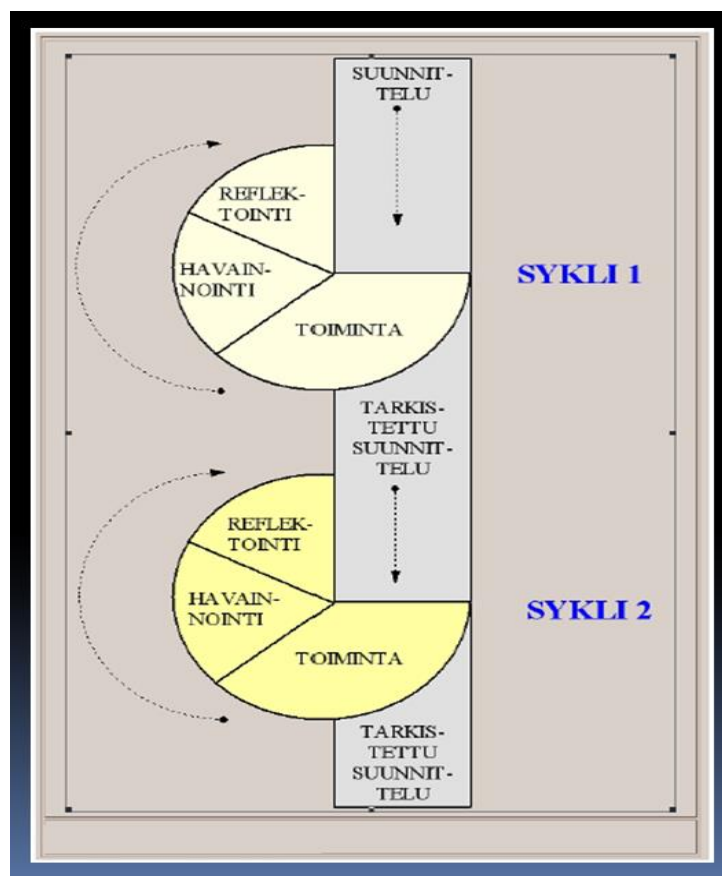 SUUNNIT-
TELU
REFLEK-
TOINTI
HAVAIN-
NOINTI
TOIMINTA
SYKLI 1
TARKIS-
TETTU
SUUNNIT-
TELU
REFLEK-
TOINTI
HAVAIN-
NOINTI
TOIMINTA
SYKLI 2
TARKIS-
TETTU
SUUNNIT-
TELU